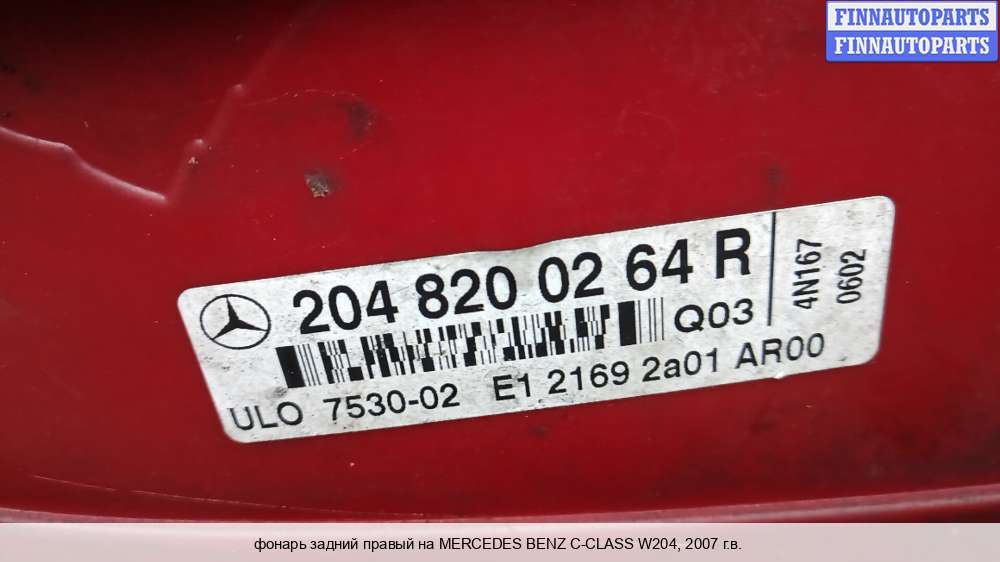 FINNAUTOPARTS
FINNAUTOPARTS
204 820 02 64 R
Q03
4N167
0602
ULO 7530-02 E1 2169 2a01 AR00
фонарь задний правый на MERCEDES BENZ C-CLASS W204, 2007 г.в.